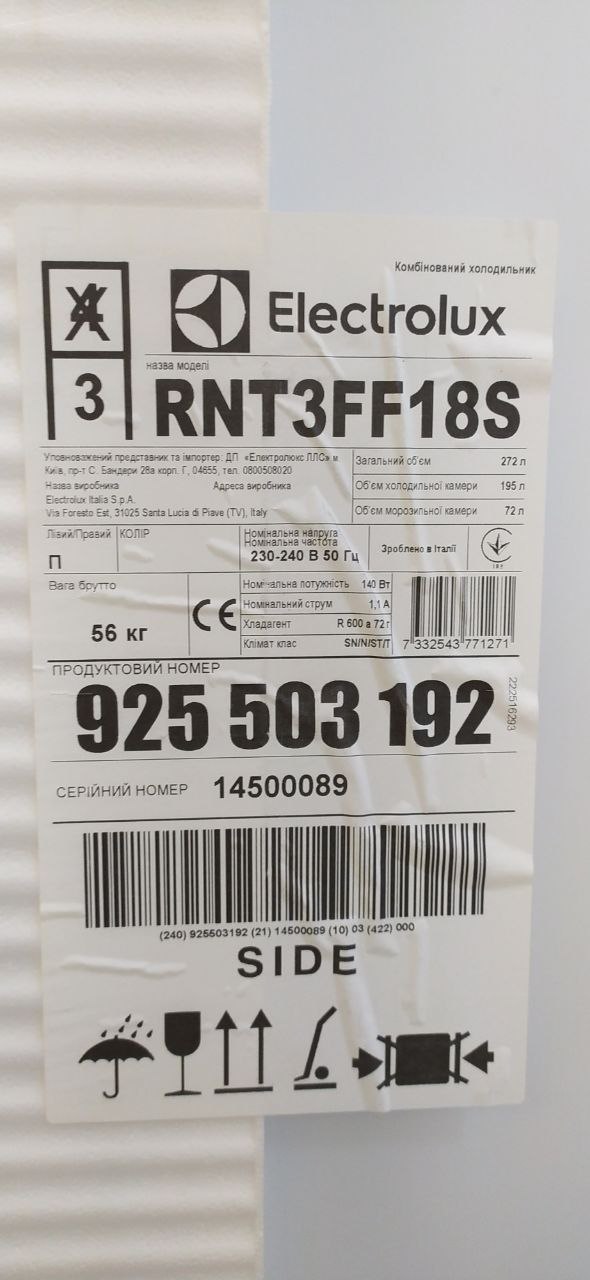 Комбінований холодильник
4
Electrolux
3
назва моделі
RNT3FF18S
Уповноважений представник та імпортер: ДП «Електролюкс ЛЛС» м.
Київ, пр-т С. Бандери 28а корп. Г, 04655, тел. 0800508020
Назва виробника Адреса виробника
Electrolux Italia S.p.A.
Via Foresto Est, 31025 Santa Lucia di Piave (TV), Italy
Загальний об'єм 272 л
Об'єм холодильної камери 195 л
Об'єм морозильної камери 72 л
Лівий/Правий КОЛІР
П
Номінальна напруга
Номінальна частота
230-240 В 50 Гц
Зроблено в Італії
Вага брутто
56 кг
CE
Номінальна потужність 140 Вт
Номінальний струм 1,1 А
Хладагент R 600 a 72 г
Клімат клас SN/N/ST/T
7 332543 771271
ПРОДУКТОВИЙ НОМЕР
925 503 192
222516293
СЕРІЙНИЙ НОМЕР 14500089
(240) 925503192 (21) 14500089 (10) 03 (422) 000
SIDE